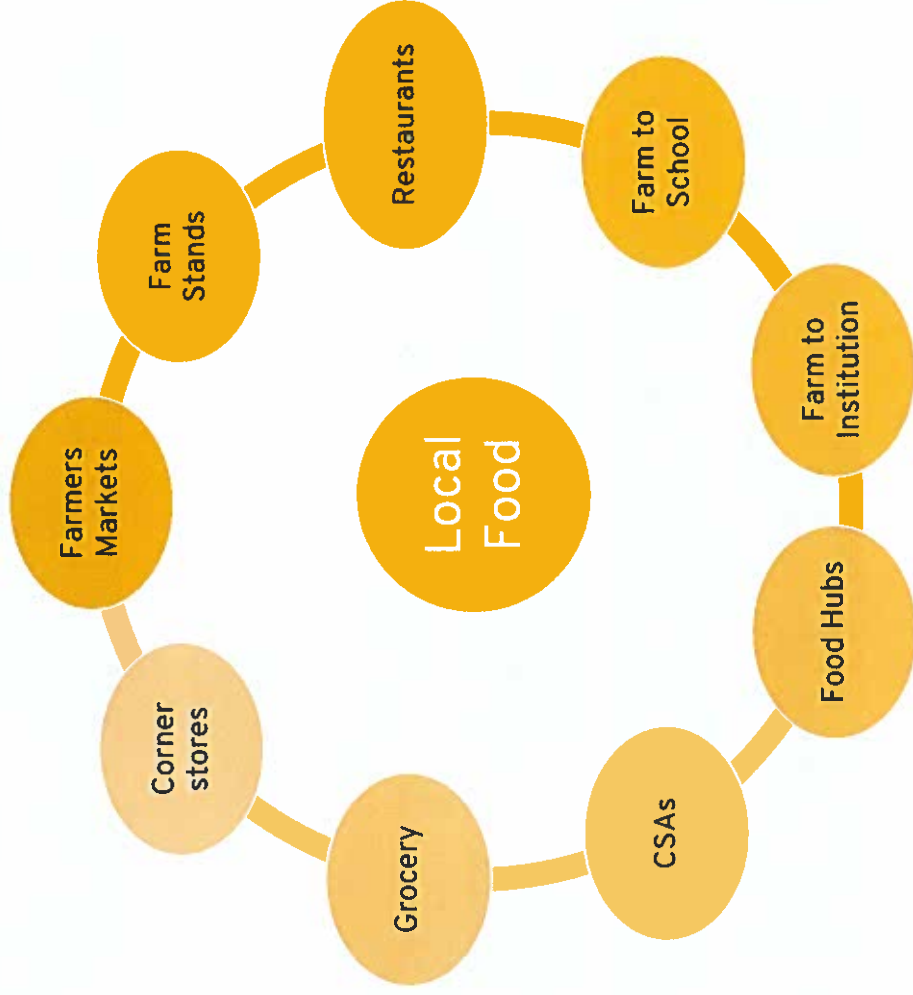 Local
Food
Farmers
Markets
Farm
Stands
Restaurants
Farm to
School
Farm to
Institution
Food Hubs
CSAs
Grocery
Corner
stores